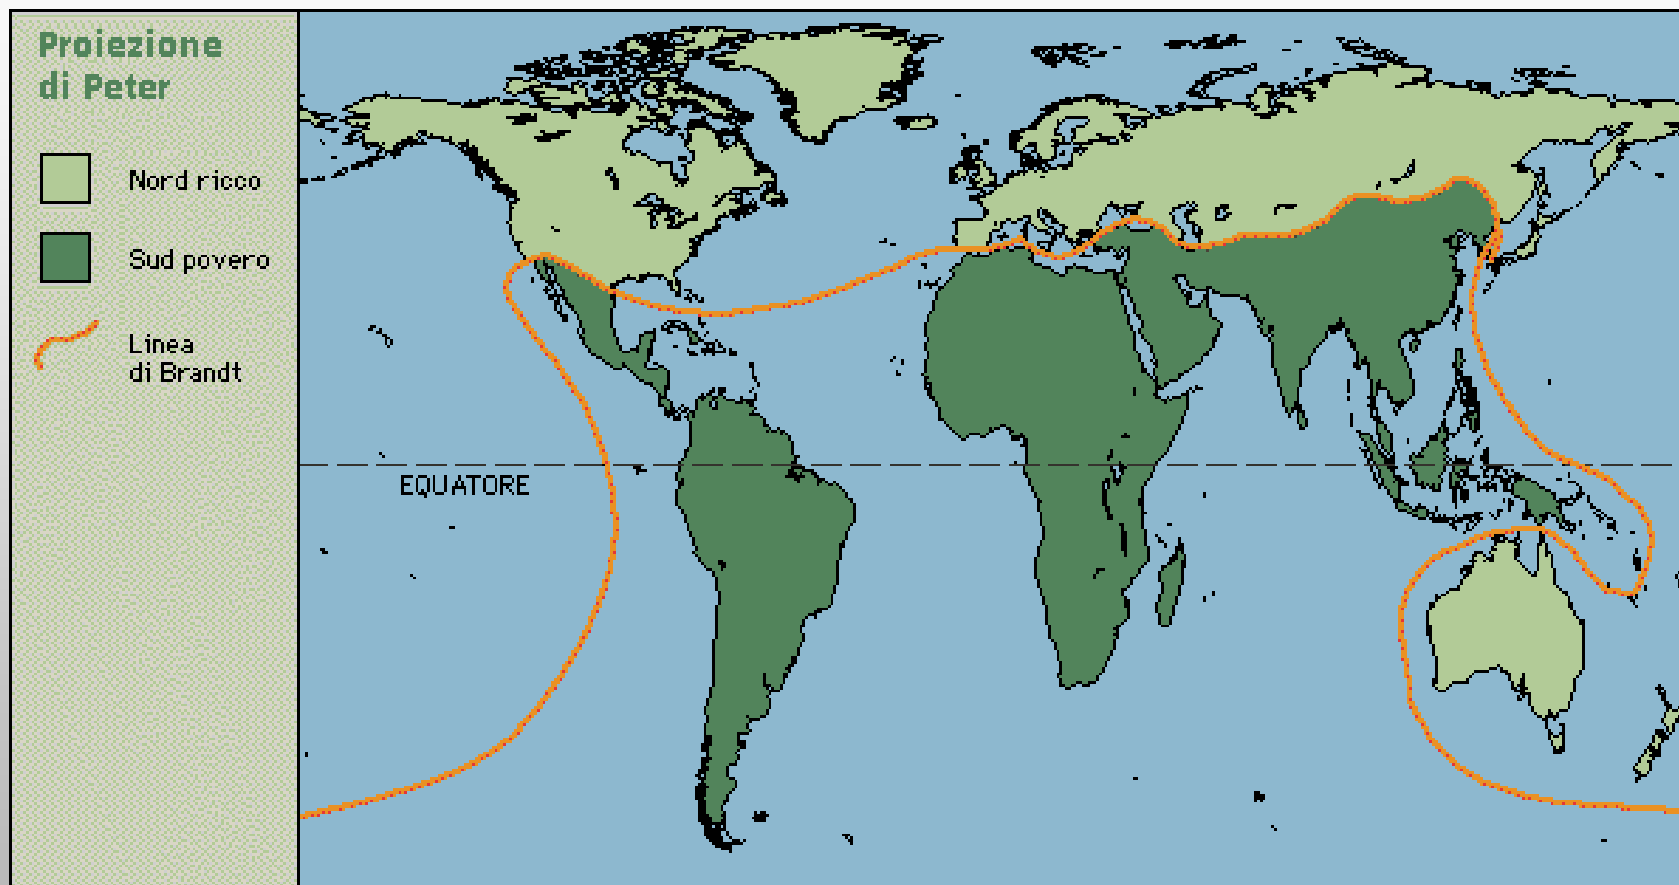 Proiezione
di Peter
Nord ricco
Sud povero
Linea
di Brandt
EQUATORE